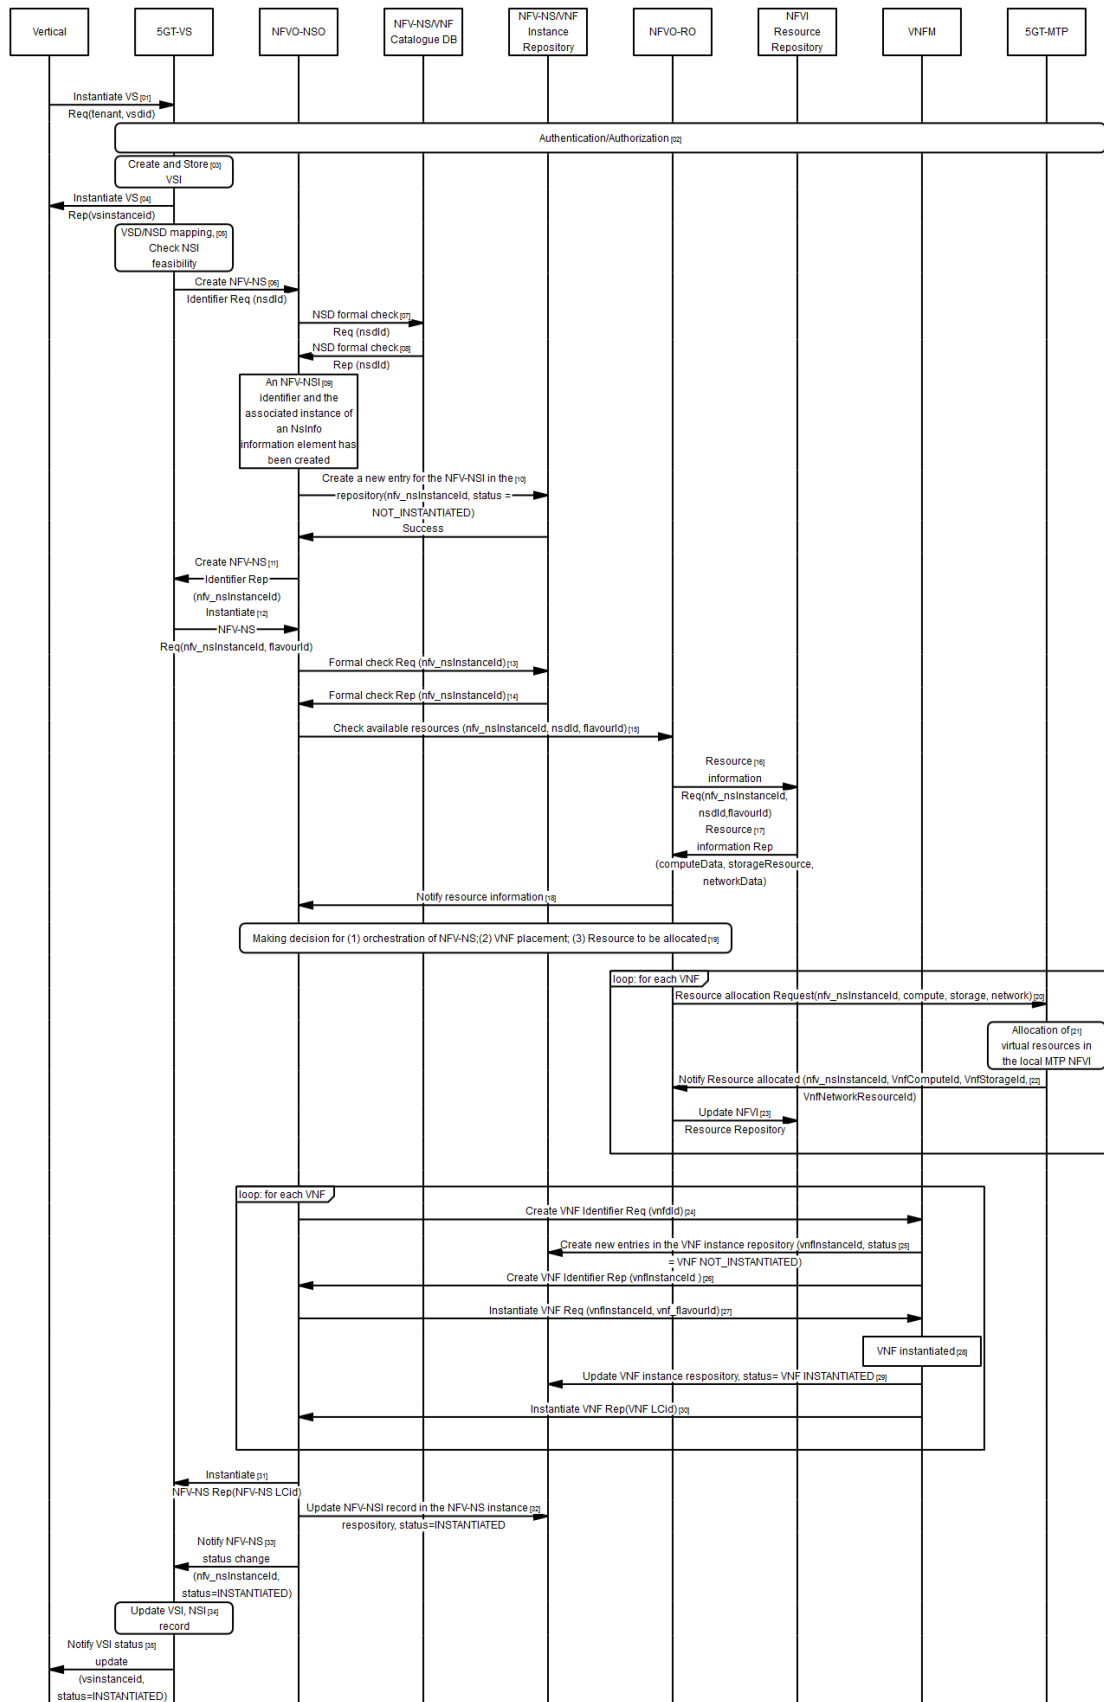 Vertical
5GT-VS
NFVO-NSO
NFV-NS/VNF
Catalogue DB
NFV-NS/VNF
Instance
Repository
NFVO-RO
NFVI
Resource
Repository
VNFM
5GT-MTP
Instantiate VS [01]
Req(tenant, vsdid)
Authentication/Authorization [02]
Create and Store [03]
VSI
Instantiate VS [04]
Rep(vsinstanceid)
VSD/NSD mapping, [05]
Check NSI
feasibility
Create NFV-NS [06]
Identifier Req (nsdId)
NSD formal check [07]
Req (nsdId)
NSD formal check [08]
Rep (nsdId)
An NFV-NSI [09]
identifier and the
associated instance of
an NsInfo
information element has
been created
Create a new entry for the NFV-NSI in the [10]
repository(nfv_nsInstanceId, status =
NOT_INSTANTIATED)
Success
Create NFV-NS [11]
Identifier Rep
(nfv_nsInstanceId)
Instantiate [12]
NFV-NS
Req(nfv_nsInstanceId, flavourId)
Formal check Req (nfv_nsInstanceId) [13]
Formal check Rep (nfv_nsInstanceId) [14]
Check available resources (nfv_nsInstanceId, nsdId, flavourId) [15]
Resource [16]
information
Req(nfv_nsInstanceId,
nsdId,flavourId)
Resource [17]
information Rep
(computeData, storageResource,
networkData)
Notify resource information [18]
Making decision for (1) orchestration of NFV-NS;(2) VNF placement; (3) Resource to be allocated [19]
loop: for each VNF
Resource allocation Request(nfv_nsInstanceId, compute, storage, network) [20]
Allocation of [21]
virtual resources in
the local MTP NFVI
Notify Resource allocated (nfv_nsInstanceId, VnfComputeId, VnfStorageId, [22]
VnfNetworkResourceId)
Update NFVI [23]
Resource Repository
loop: for each VNF
Create VNF Identifier Req (vnfdId) [24]
Create new entries in the VNF instance repository (vnfInstanceId, status [25]
= VNF NOT_INSTANTIATED)
Create VNF Identifier Rep (vnfInstanceId ) [26]
Instantiate VNF Req (vnfInstanceId, vnf_flavourId) [27]
VNF instantiated [28]
Update VNF instance respository, status= VNF INSTANTIATED [29]
Instantiate VNF Rep(VNF LCid) [30]
Instantiate [31]
NFV-NS Rep(NFV-NS LCid)
Update NFV-NSI record in the NFV-NS instance [32]
respository, status=INSTANTIATED
Notify NFV-NS [33]
status change
(nfv_nsInstanceId,
status=INSTANTIATED)
Update VSI, NSI [34]
record
Notify VSI status [35]
update
(vsinstanceid,
status=INSTANTIATED)